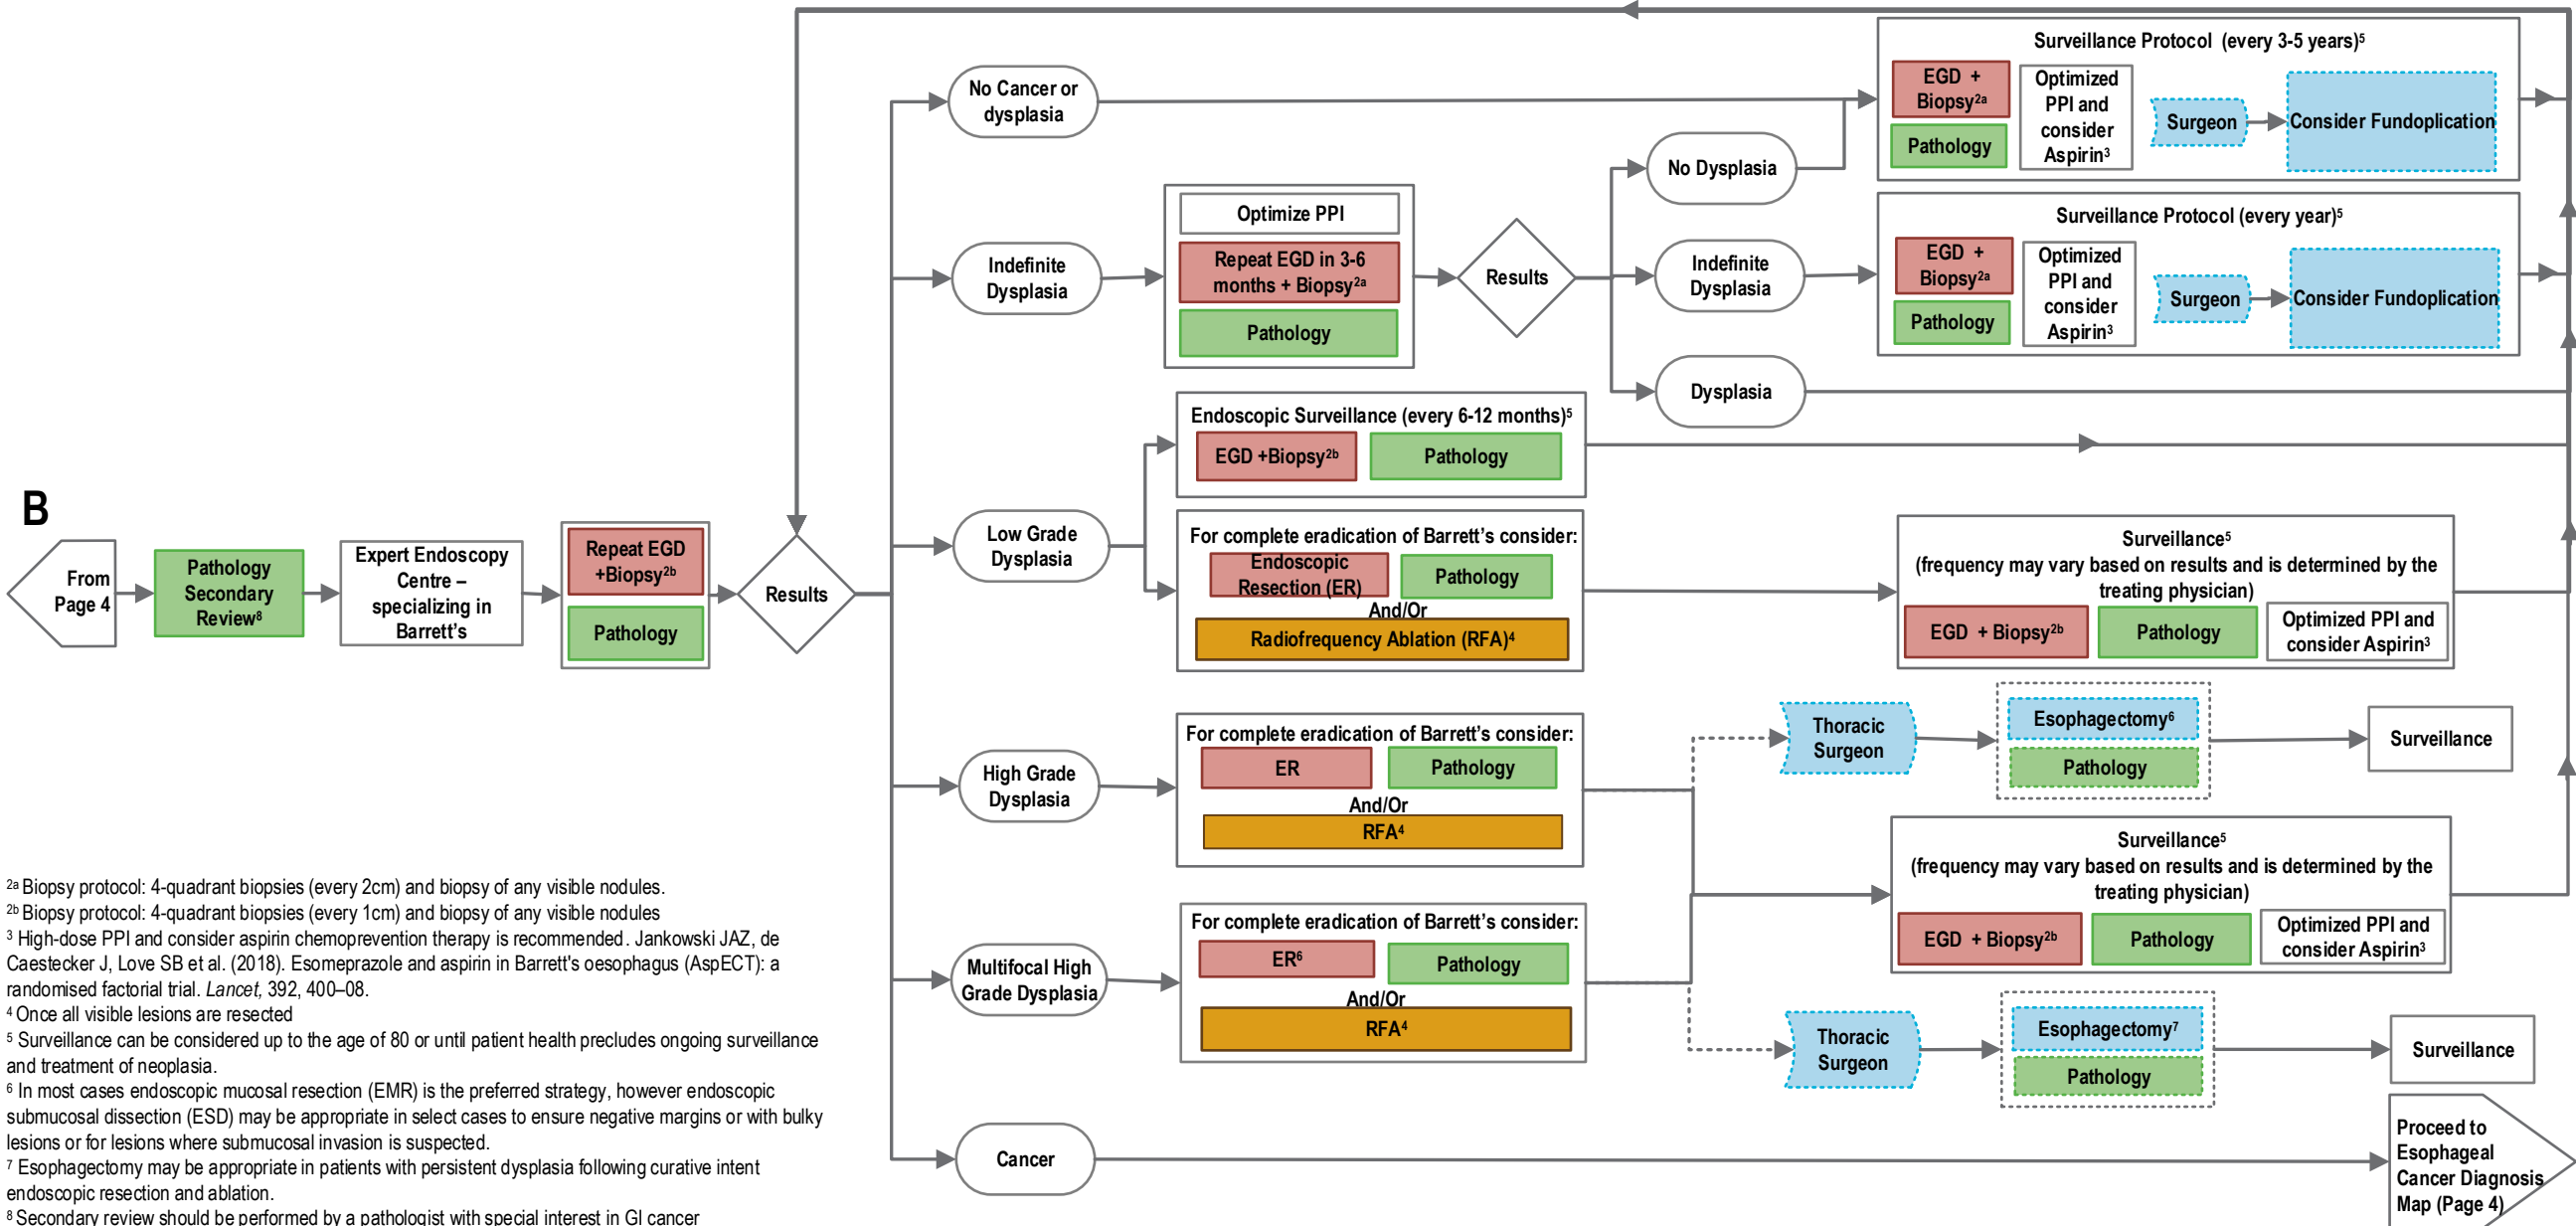 B
From
Page 4
Pathology
Secondary
Review8
Expert Endoscopy
Centre –
specializing in
Barrett’s
Repeat EGD
+Biopsy2b
Pathology
Results
No Cancer or
dysplasia
Surveillance Protocol (every 3-5 years)5
EGD +
Biopsy2a
Pathology
Optimized
PPI and
consider
Aspirin3
Surgeon
Consider Fundoplication
Indefinite
Dysplasia
Optimize PPI
Repeat EGD in 3-6
months + Biopsy2a
Pathology
Results
No Dysplasia
Indefinite
Dysplasia
Dysplasia
Surveillance Protocol (every year)5
EGD +
Biopsy2a
Pathology
Optimized
PPI and
consider
Aspirin3
Surgeon
Consider Fundoplication
Low Grade
Dysplasia
Endoscopic Surveillance (every 6-12 months)5
EGD +Biopsy2b
Pathology
For complete eradication of Barrett’s consider:
Endoscopic
Resection (ER)
Pathology
And/Or
Radiofrequency Ablation (RFA)4
Surveillance5
(frequency may vary based on results and is determined by the
treating physician)
EGD + Biopsy2b
Pathology
Optimized PPI and
consider Aspirin3
High Grade
Dysplasia
For complete eradication of Barrett’s consider:
ER
Pathology
And/Or
RFA4
Thoracic
Surgeon
Esophagectomy6
Pathology
Surveillance
Surveillance5
(frequency may vary based on results and is determined by the
treating physician)
EGD + Biopsy2b
Pathology
Optimized PPI and
consider Aspirin3
Multifocal High
Grade Dysplasia
For complete eradication of Barrett’s consider:
ER6
Pathology
And/Or
RFA4
Thoracic
Surgeon
Esophagectomy7
Pathology
Surveillance
Cancer
Proceed to
Esophageal
Cancer Diagnosis
Map (Page 4)
2a Biopsy protocol: 4-quadrant biopsies (every 2cm) and biopsy of any visible nodules.
2b Biopsy protocol: 4-quadrant biopsies (every 1cm) and biopsy of any visible nodules
3 High-dose PPI and consider aspirin chemoprevention therapy is recommended. Jankowski JAZ, de
Caestecker J, Love SB et al. (2018). Esomeprazole and aspirin in Barrett's oesophagus (AspECT): a
randomised factorial trial. Lancet, 392, 400–08.
4 Once all visible lesions are resected
5 Surveillance can be considered up to the age of 80 or until patient health precludes ongoing surveillance
and treatment of neoplasia.
6 In most cases endoscopic mucosal resection (EMR) is the preferred strategy, however endoscopic
submucosal dissection (ESD) may be appropriate in select cases to ensure negative margins or with bulky
lesions or for lesions where submucosal invasion is suspected.
7 Esophagectomy may be appropriate in patients with persistent dysplasia following curative intent
endoscopic resection and ablation.
8 Secondary review should be performed by a pathologist with special interest in GI cancer